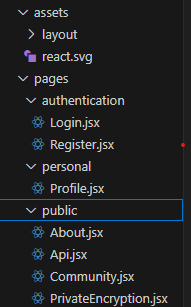 assets
layout
react.svg
pages
authentication
Login.jsx
Register.jsx
personal
Profile.jsx
public
About.jsx
Api.jsx
Community.jsx
PrivateEncryption.jsx